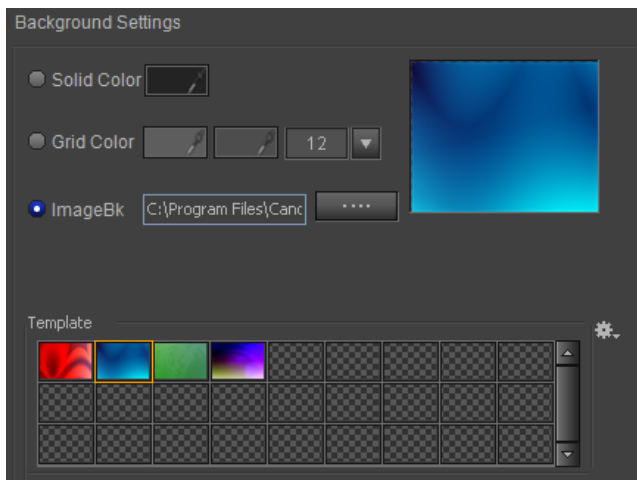 Background Settings
Solid Color
Grid Color 12
ImageBk C:\Program Files\Canc ....
Template